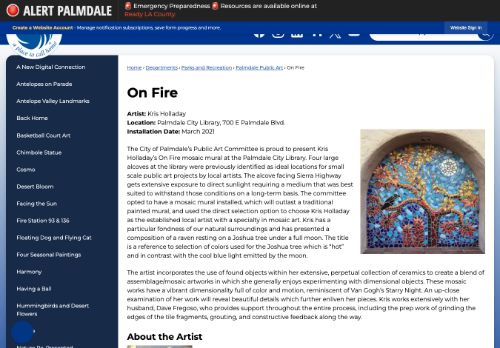 ALERT PALMDALE
Emergency Preparedness Resources are available online at
Ready LA County.
Create a Website Account - Manage notification subscriptions, save form progress and more.
Website Sign In
a place to call home
A New Digital Connection
Antelopes on Parade
Antelope Valley Landmarks
Back Home
Basketball Court Art
Chimbole Statue
Cosmo
Desert Bloom
Facing the Sun
Fire Station 93 & 136
Floating Dog and Flying Cat
Four Seasonal Paintings
Harmony
Having a Ball
Hummingbirds and Desert
Flowers
Nature Re-Presented
Home › Departments › Parks and Recreation › Palmdale Public Art › On Fire
On Fire
Artist: Kris Holladay
Location: Palmdale City Library, 700 E Palmdale Blvd.
Installation Date: March 2021
The City of Palmdale's Public Art Committee is proud to present Kris
Holladay's On Fire mosaic mural at the Palmdale City Library. Four large
alcoves at the library were previously identified as ideal locations for small
scale public art projects by local artists. The alcove facing Sierra Highway
gets extensive exposure to direct sunlight requiring a medium that was best
suited to withstand those conditions on a long-term basis. The committee
opted to have a mosaic mural installed, which will outlast a traditional
painted mural, and used the direct selection option to choose Kris Holladay
as the established local artist with a specialty in mosaic art. Kris has a
particular fondness of our natural surroundings and has presented a
composition of a raven resting on a Joshua tree under a full moon. The title
is a reference to selection of colors used for the Joshua tree which is "hot"
and in contrast with the cool blue light emitted by the moon.
The artist incorporates the use of found objects within her extensive, perpetual collection of ceramics to create a blend of
assemblage/mosaic artworks in which she generally enjoys experimenting with dimensional objects. These mosaic
works have a vibrant dimensionality full of color and motion, reminiscent of Van Gogh's Starry Night. An up-close
examination of her work will reveal beautiful details which further enliven her pieces. Kris works extensively with her
husband, Dave Fregoso, who provides support throughout the entire process, including the prep work of grinding the
edges of the tile fragments, grouting, and constructive feedback along the way.
About the Artist